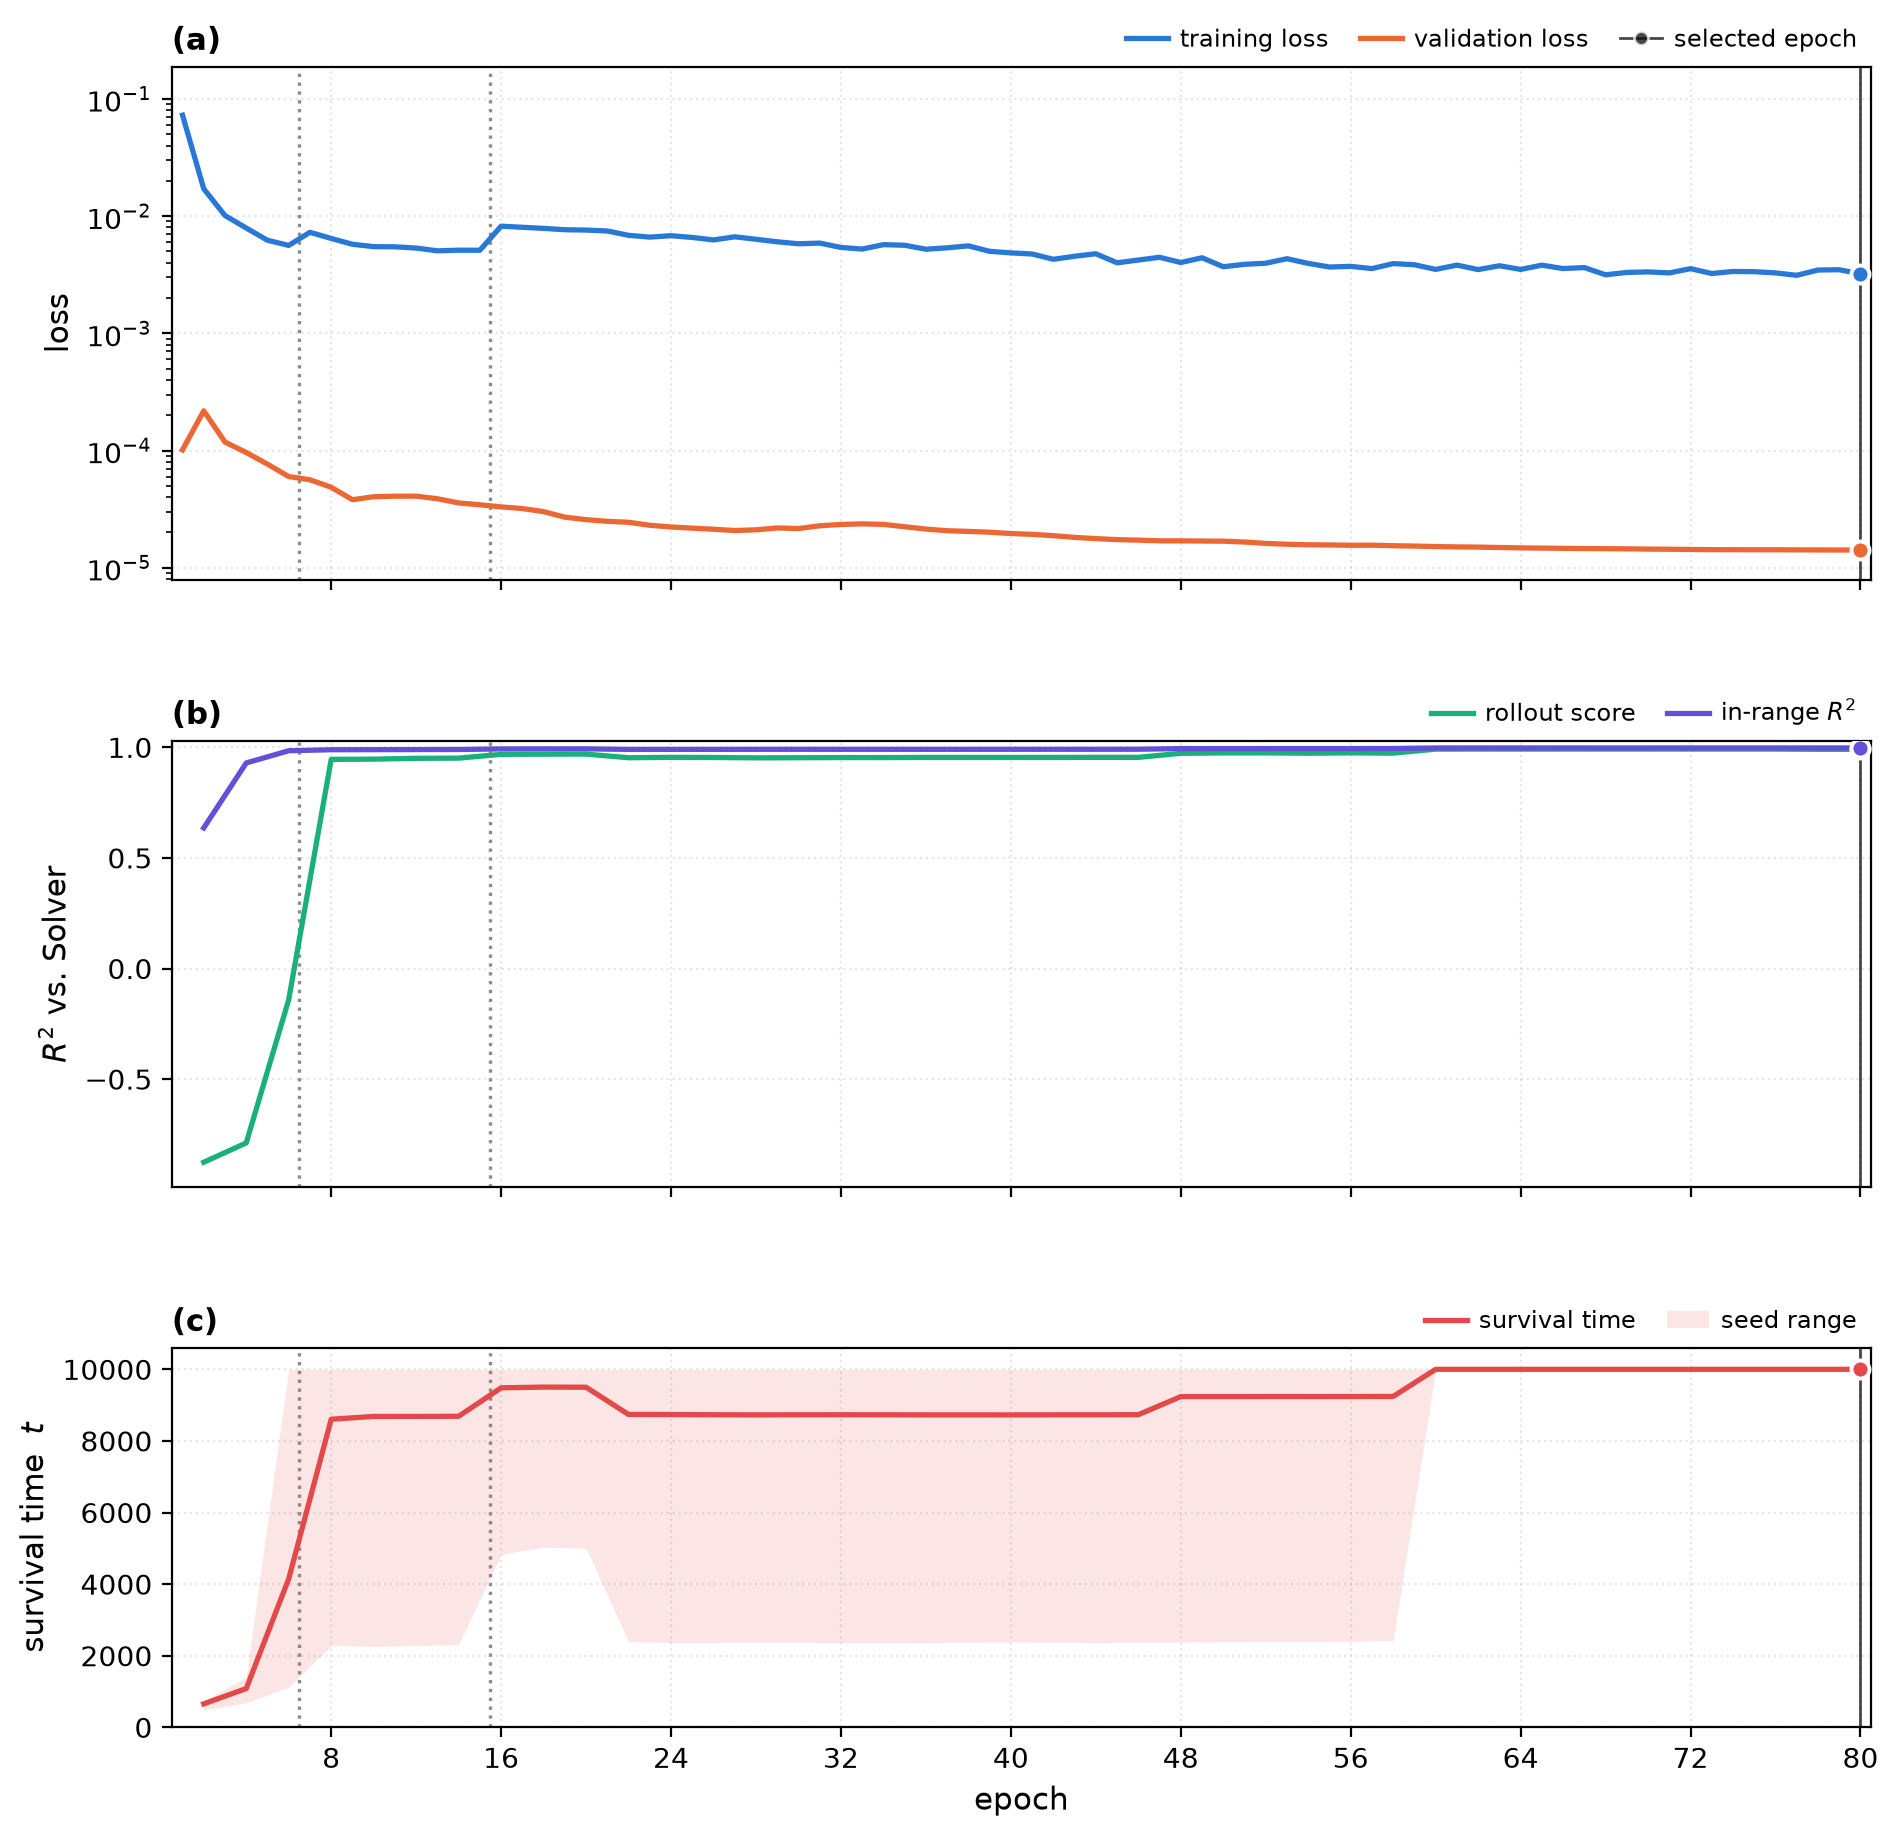 (a)
training loss
validation loss
selected epoch
10⁻¹
10⁻²
10⁻³
10⁻⁴
10⁻⁵
loss
(b)
rollout score
in-range R²
1.0
0.5
0.0
−0.5
R² vs. Solver
(c)
survival time
seed range
10000
8000
6000
4000
2000
0
survival time t
8 16 24 32 40 48 56 64 72 80
epoch